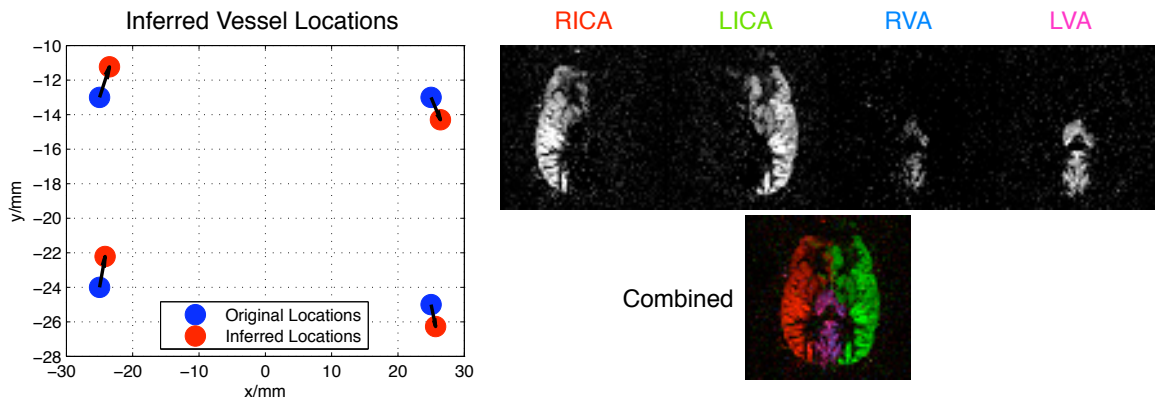 Inferred Vessel Locations
−10
−12
−14
−16
−18
−20
−22
−24
−26
−28
y/mm
−30
−20
−10
0
10
20
30
x/mm
Original Locations
Inferred Locations
RICA LICA RVA LVA
Combined